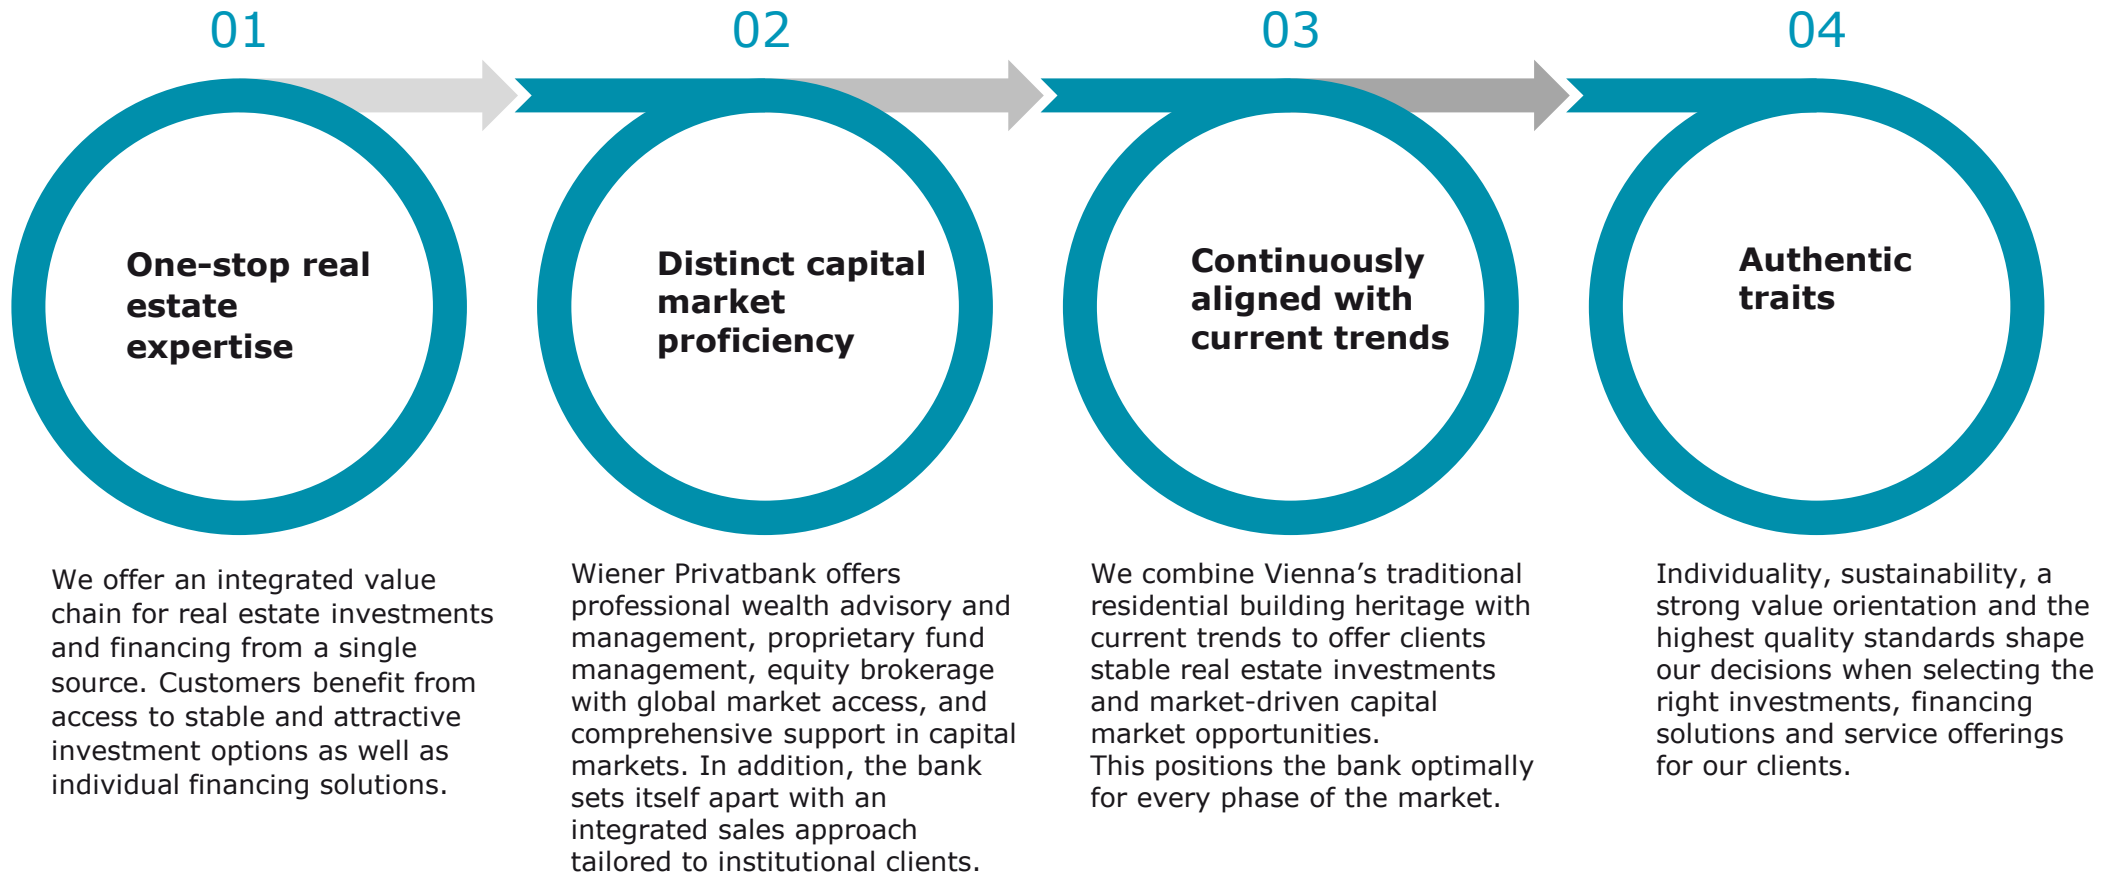 01
One-stop real
estate
expertise
We offer an integrated value
chain for real estate investments
and financing from a single
source. Customers benefit from
access to stable and attractive
investment options as well as
individual financing solutions.
02
Distinct capital
market
proficiency
Wiener Privatbank offers
professional wealth advisory and
management, proprietary fund
management, equity brokerage
with global market access, and
comprehensive support in capital
markets. In addition, the bank
sets itself apart with an
integrated sales approach
tailored to institutional clients.
03
Continuously
aligned with
current trends
We combine Vienna’s traditional
residential building heritage with
current trends to offer clients
stable real estate investments
and market-driven capital
market opportunities.
This positions the bank optimally
for every phase of the market.
04
Authentic
traits
Individuality, sustainability, a
strong value orientation and the
highest quality standards shape
our decisions when selecting the
right investments, financing
solutions and service offerings
for our clients.